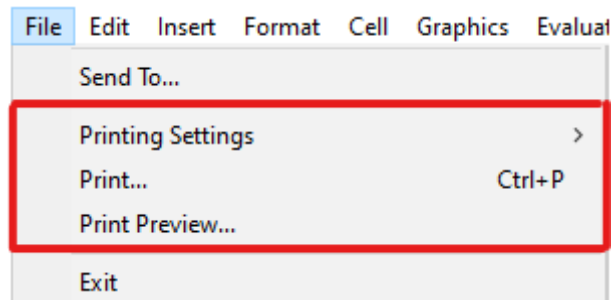 File Edit Insert Format Cell Graphics Evaluat
Send To...
Printing Settings >
Print... Ctrl+P
Print Preview...
Exit